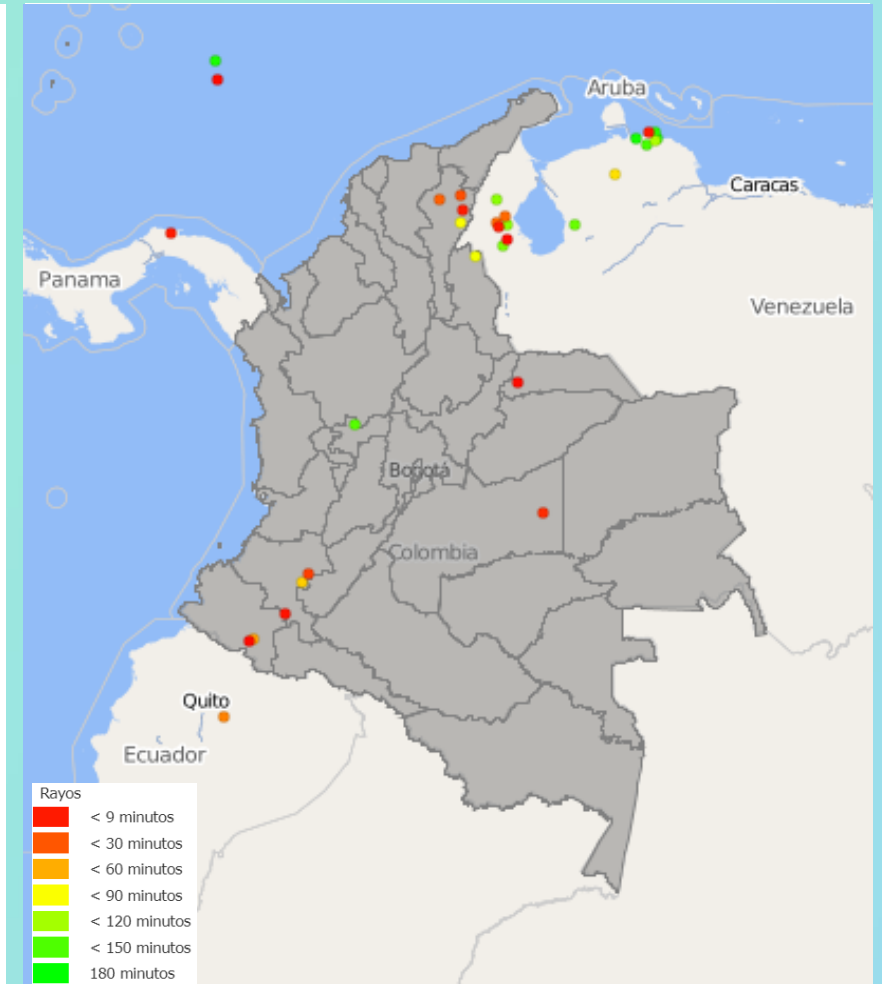 Aruba
Caracas
Panama
Venezuela
Bogotá
Colombia
Quito
Ecuador
Rayos
< 9 minutos
< 30 minutos
< 60 minutos
< 90 minutos
< 120 minutos
< 150 minutos
180 minutos